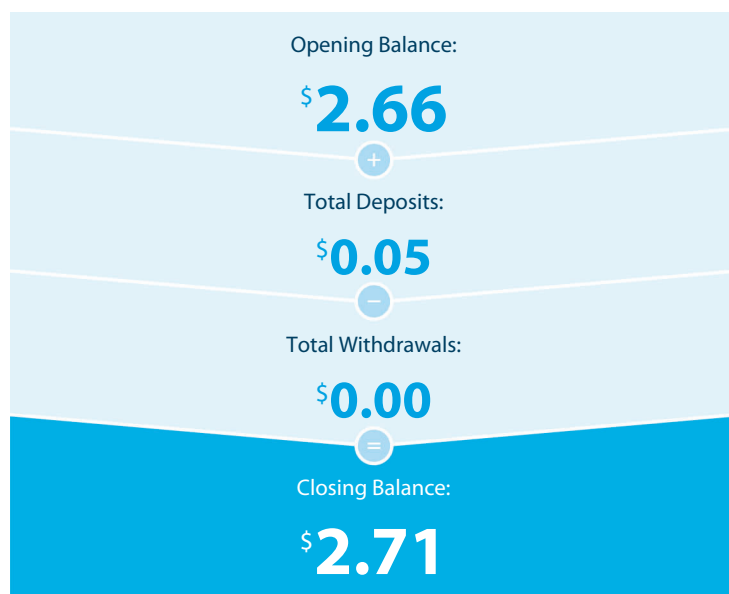 Opening Balance:
$2.66
+
Total Deposits:
$0.05
−
Total Withdrawals:
$0.00
=
Closing Balance:
$2.71